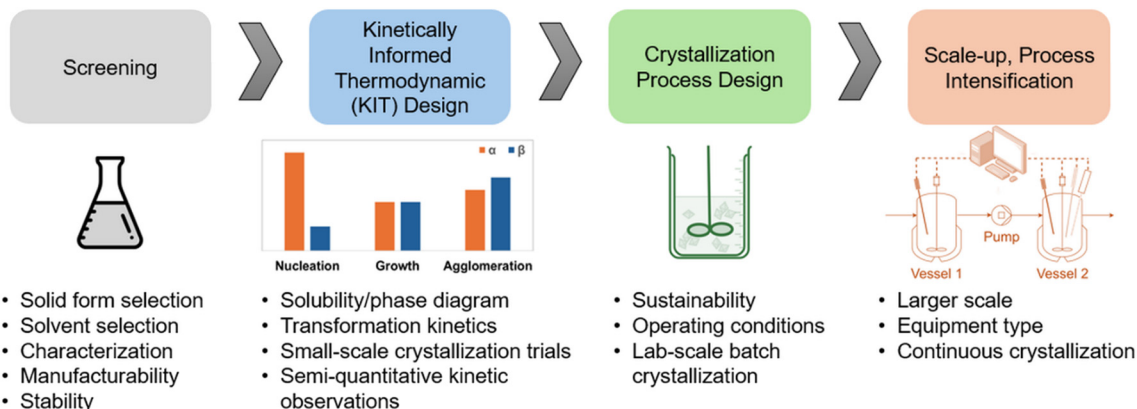 Screening
Kinetically
Informed
Thermodynamic
(KIT) Design
Crystallization
Process Design
Scale-up, Process
Intensification
α β
Nucleation Growth Agglomeration
Pump
Vessel 1 Vessel 2
• Solid form selection
• Solvent selection
• Characterization
• Manufacturability
• Stability
• Solubility/phase diagram
• Transformation kinetics
• Small-scale crystallization trials
• Semi-quantitative kinetic
observations
• Sustainability
• Operating conditions
• Lab-scale batch
crystallization
• Larger scale
• Equipment type
• Continuous crystallization